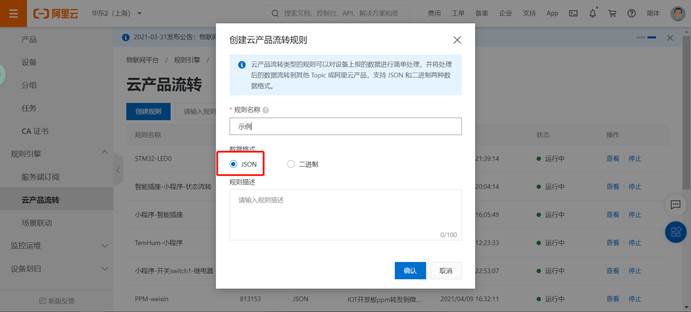 阿里云
华东2（上海）
搜索文档、控制台、API、解决方案和资源
费用 工单 备案 企业 支持 App 简体
产品
设备
分组
任务
CA 证书
规则引擎
服务端订阅
云产品流转
场景联动
监控运维
设备划归
新版反馈
物联网平台 / 规则引擎 /
云产品流转
创建规则
规则名称
STM32-LED0
智能插座-小程序-状态流转
小程序-智能插座
TemHum-小程序
小程序-开关switch1-继电器
PPM-weixin 813153 JSON IOT开发板ppm转发到微... 2021/04/09 16:32:11 运行中 查看 停止
创建云产品流转规则
云产品流转类型的规则可以对设备上报的数据进行简单处理，并将处理
后的数据流转到其他 Topic 或阿里云产品。支持 JSON 和二进制两种数
据格式。
* 规则名称
示例
数据格式
JSON 二进制
规则描述
请输入规则描述
0/100
确认 取消
状态 操作
21:39:14 运行中 查看 停止
20:04:14 运行中 查看 停止
16:05:49 运行中 查看 停止
12:23:33 运行中 查看 停止
22:53:07 运行中 查看 停止